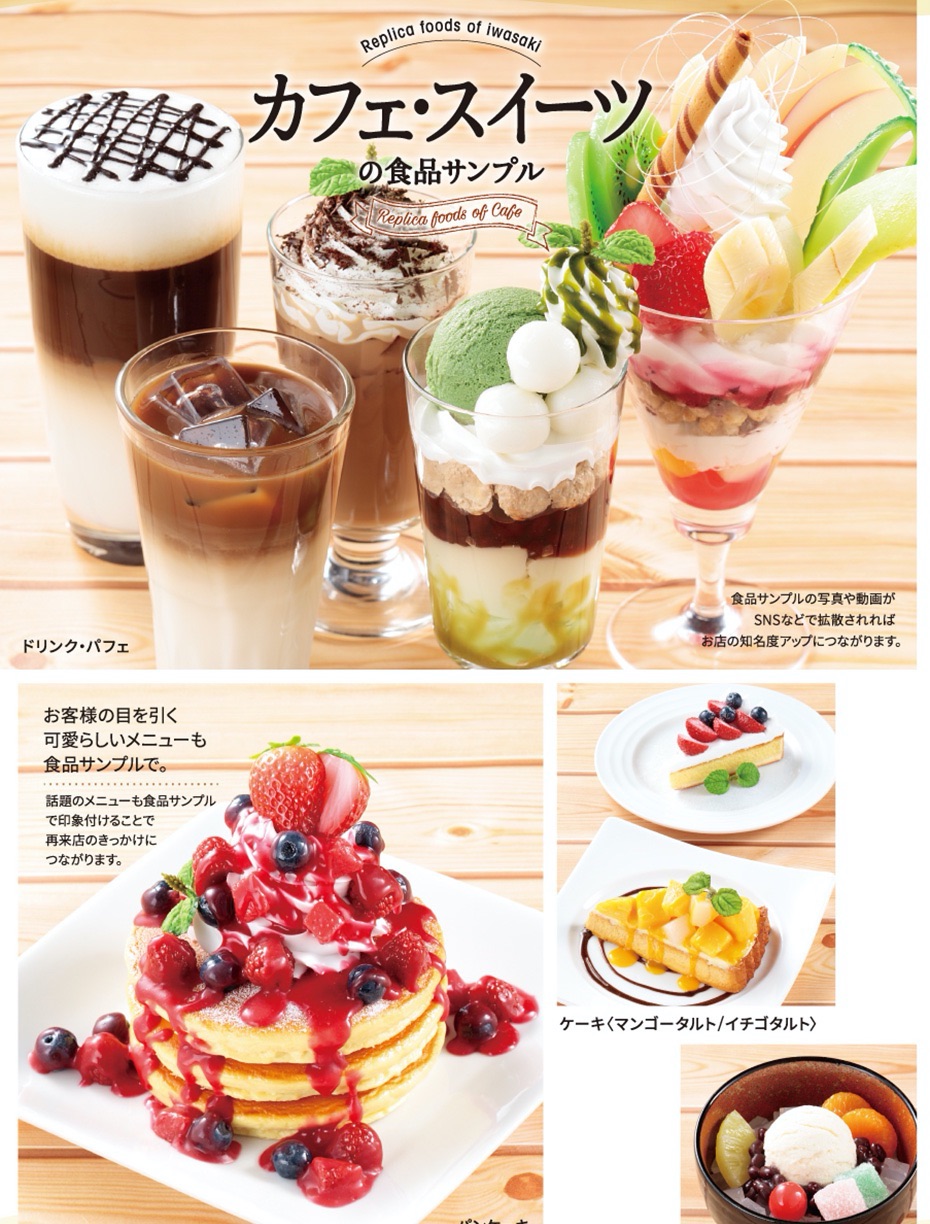 Replica foods of iwasaki
カフェ・スイーツ
の食品サンプル
Replica foods of Cafe
食品サンプルの写真や動画が
SNSなどで拡散されれば
お店の知名度アップにつながります。
ドリンク・パフェ
お客様の目を引く
可愛らしいメニューも
食品サンプルで。
話題のメニューも食品サンプル
で印象付けることで
再来店のきっかけに
つながります。
ケーキ〈マンゴータルト/イチゴタルト〉
パンケーキ